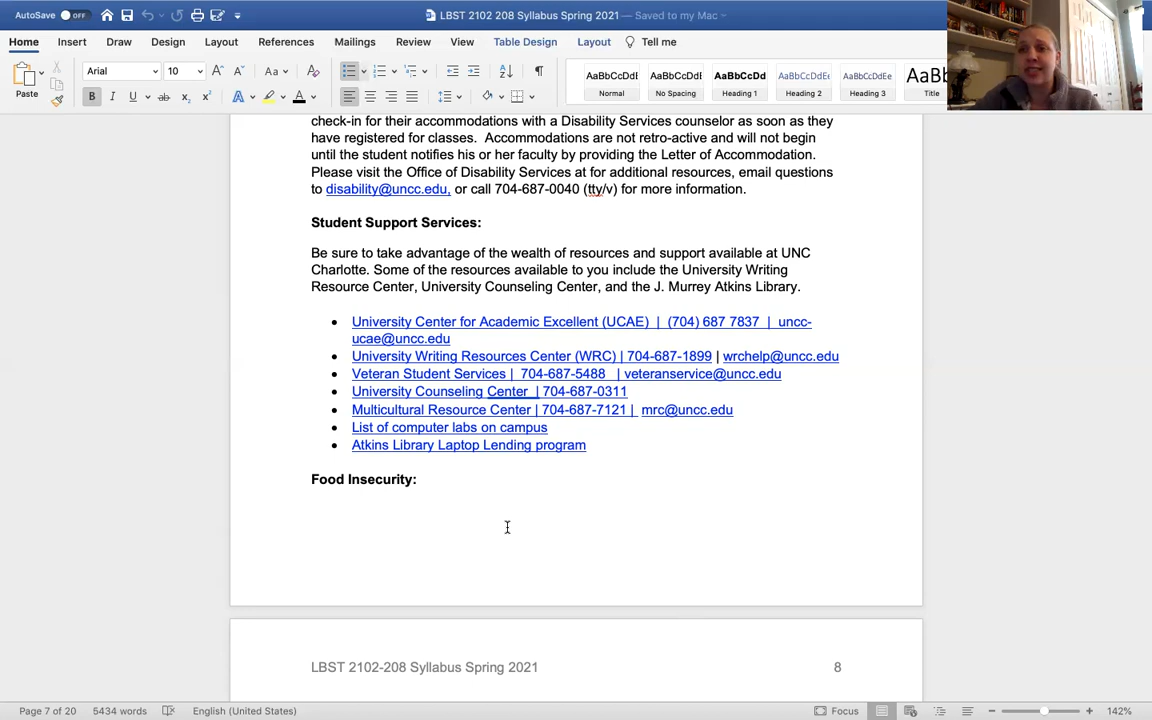 AutoSave OFF LBST 2102 208 Syllabus Spring 2021 — Saved to my Mac
Home Insert Draw Design Layout References Mailings Review View Table Design Layout Tell me
Paste Arial 10 A A Aa A AaBbCcDdE AaBbCcDdE AaBbCcDd AaBbCcDdEe AaBbCcDdEe AaBb
B I U ab x₂ x² A A Normal No Spacing Heading 1 Heading 2 Heading 3 Title
check-in for their accommodations with a Disability Services counselor as soon as they
have registered for classes. Accommodations are not retro-active and will not begin
until the student notifies his or her faculty by providing the Letter of Accommodation.
Please visit the Office of Disability Services at for additional resources, email questions
to disability@uncc.edu, or call 704-687-0040 (tty/v) for more information.
Student Support Services:
Be sure to take advantage of the wealth of resources and support available at UNC
Charlotte. Some of the resources available to you include the University Writing
Resource Center, University Counseling Center, and the J. Murrey Atkins Library.
• University Center for Academic Excellent (UCAE) | (704) 687 7837 | uncc-
ucae@uncc.edu
• University Writing Resources Center (WRC) | 704-687-1899 | wrchelp@uncc.edu
• Veteran Student Services | 704-687-5488 | veteranservice@uncc.edu
• University Counseling Center | 704-687-0311
• Multicultural Resource Center | 704-687-7121 | mrc@uncc.edu
• List of computer labs on campus
• Atkins Library Laptop Lending program
Food Insecurity:
LBST 2102-208 Syllabus Spring 2021 8
Page 7 of 20 5434 words English (United States) Focus 142%